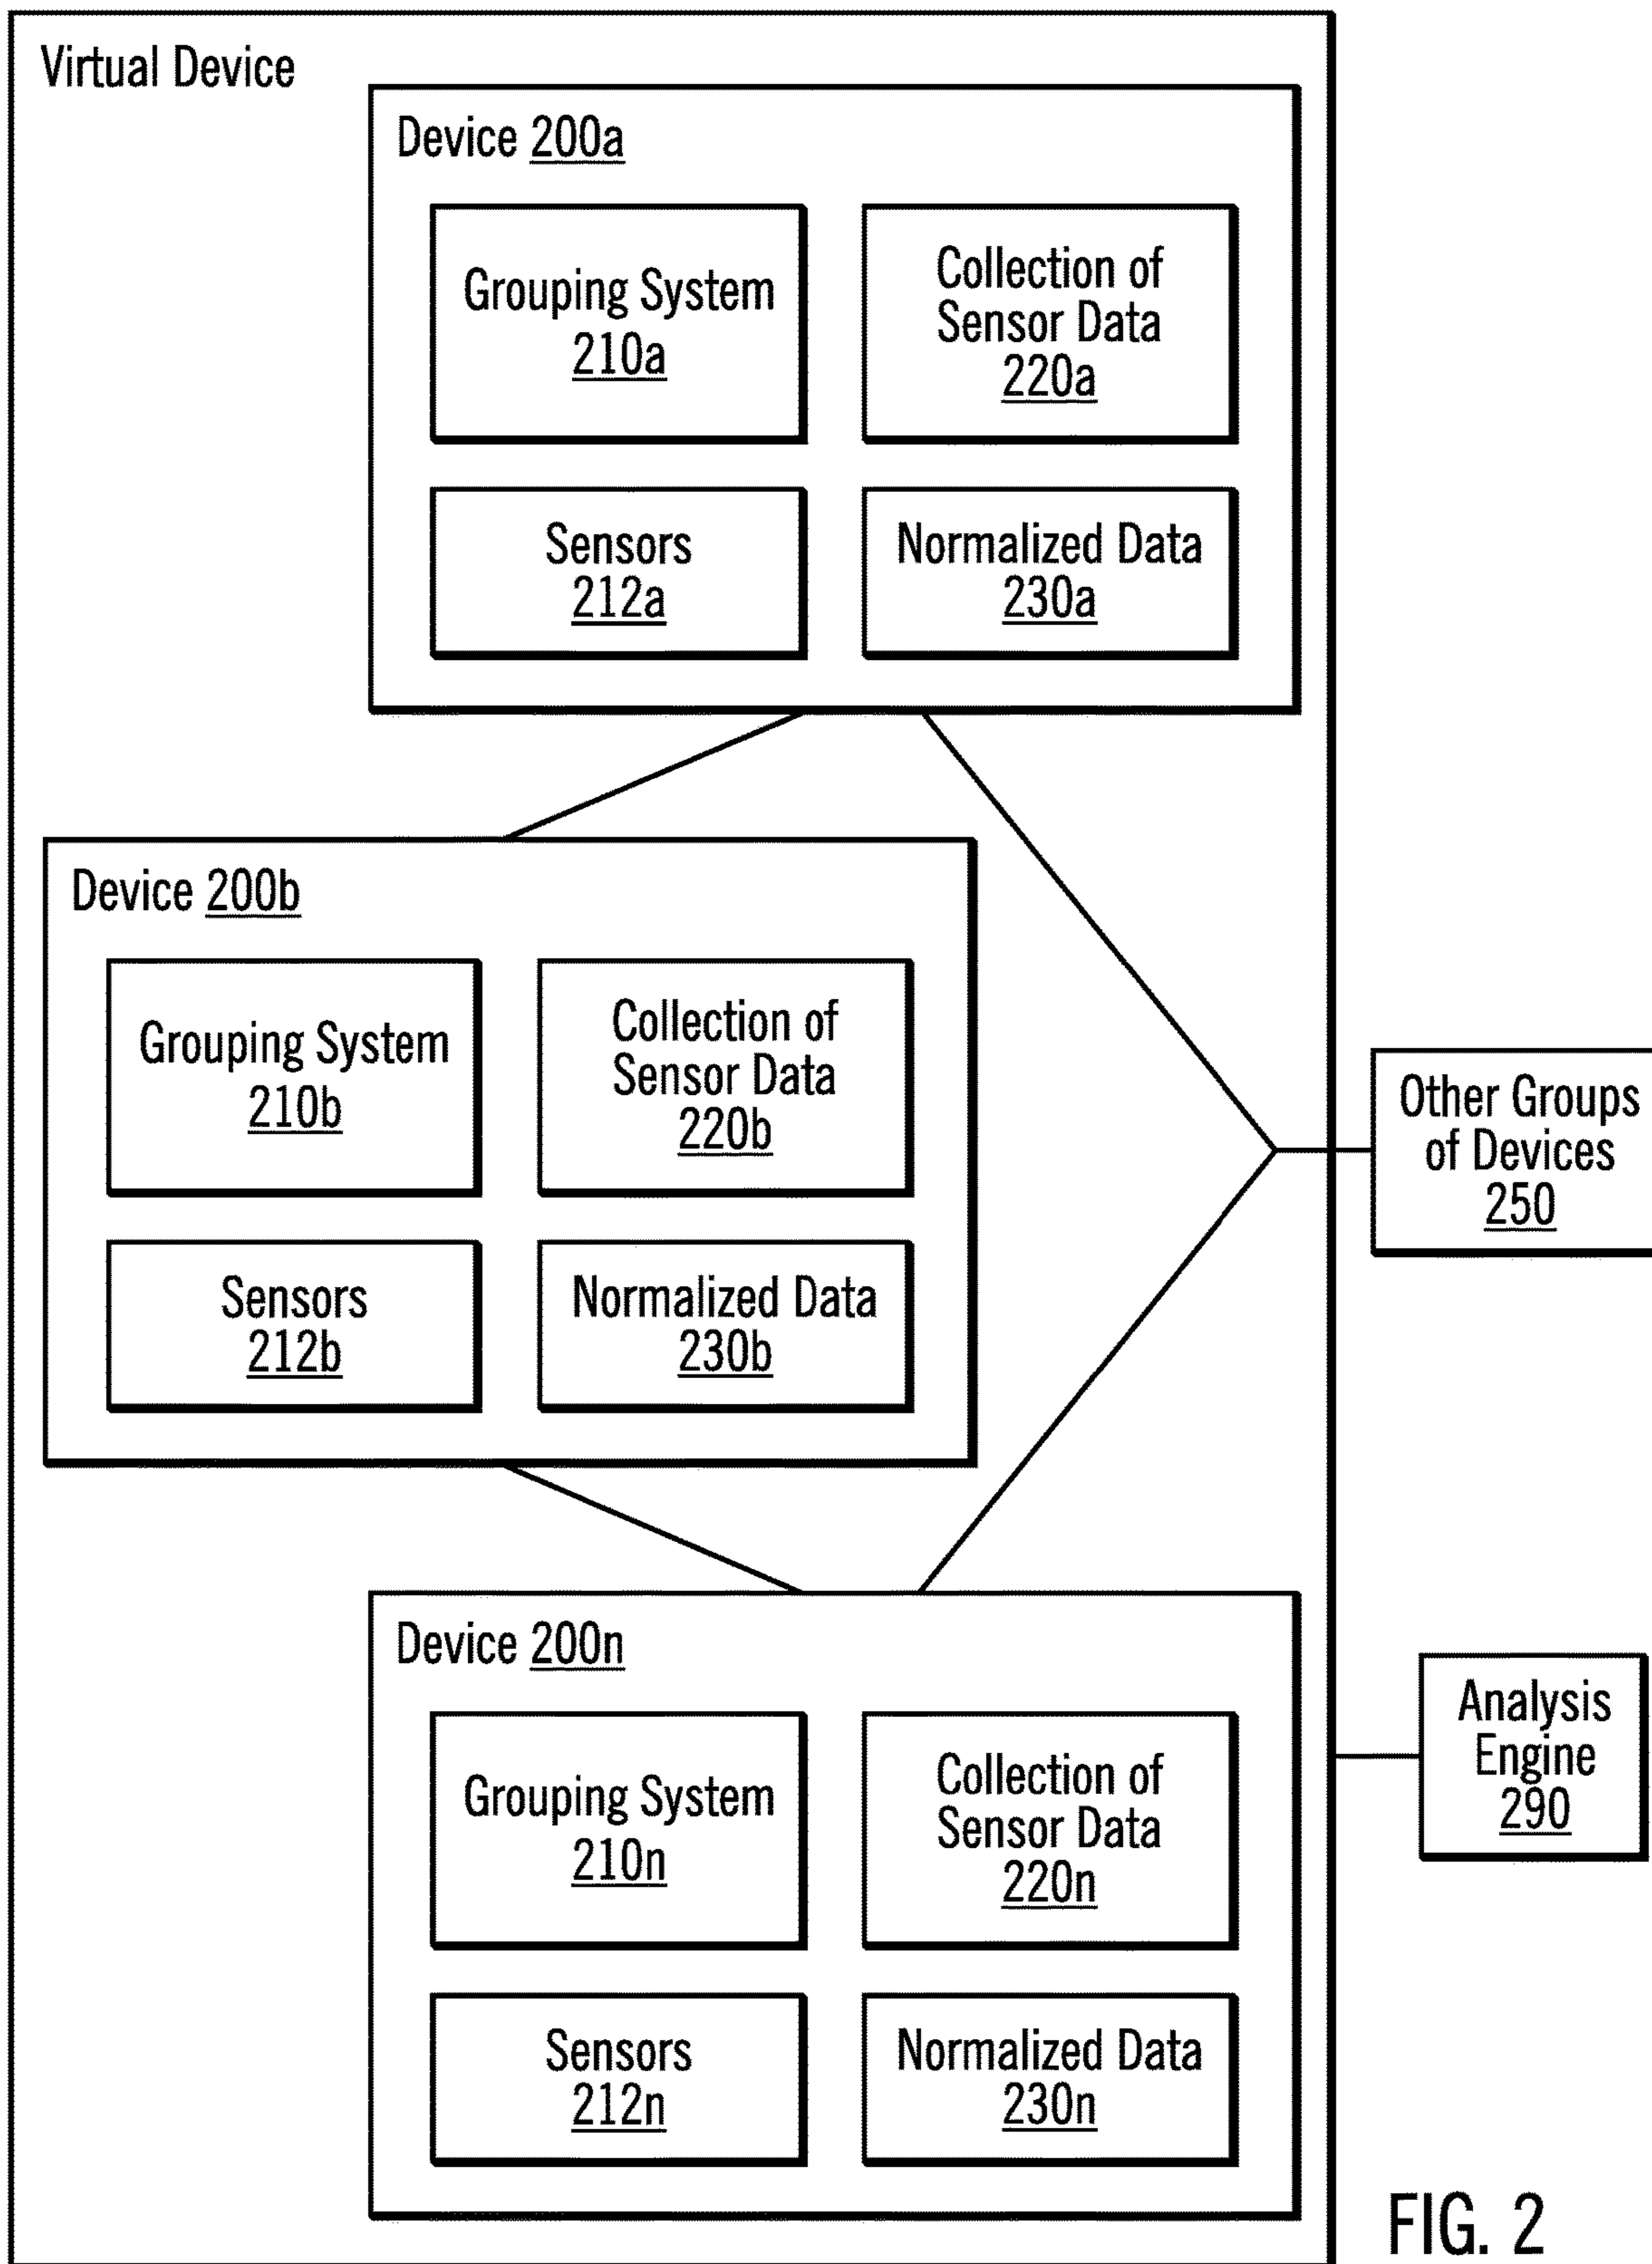 Virtual Device
Device 200a
Grouping System
210a
Collection of
Sensor Data
220a
Sensors
212a
Normalized Data
230a
Device 200b
Grouping System
210b
Collection of
Sensor Data
220b
Sensors
212b
Normalized Data
230b
Other Groups
of Devices
250
Device 200n
Grouping System
210n
Collection of
Sensor Data
220n
Sensors
212n
Normalized Data
230n
Analysis
Engine
290
FIG. 2